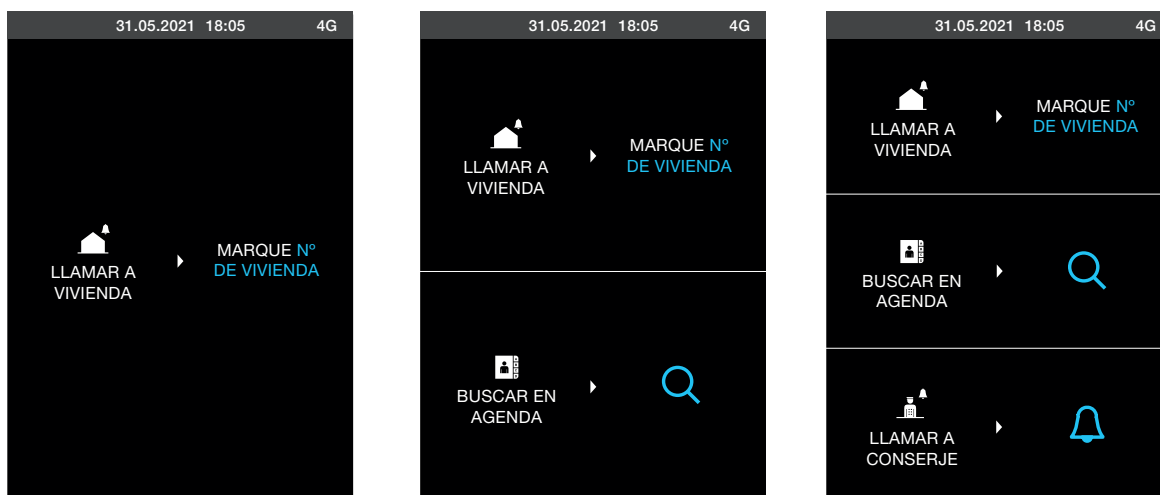 31.05.2021 18:05 4G
LLAMAR A
VIVIENDA
MARQUE Nº
DE VIVIENDA
31.05.2021 18:05 4G
LLAMAR A
VIVIENDA
MARQUE Nº
DE VIVIENDA
BUSCAR EN
AGENDA
31.05.2021 18:05 4G
LLAMAR A
VIVIENDA
MARQUE Nº
DE VIVIENDA
BUSCAR EN
AGENDA
LLAMAR A
CONSERJE